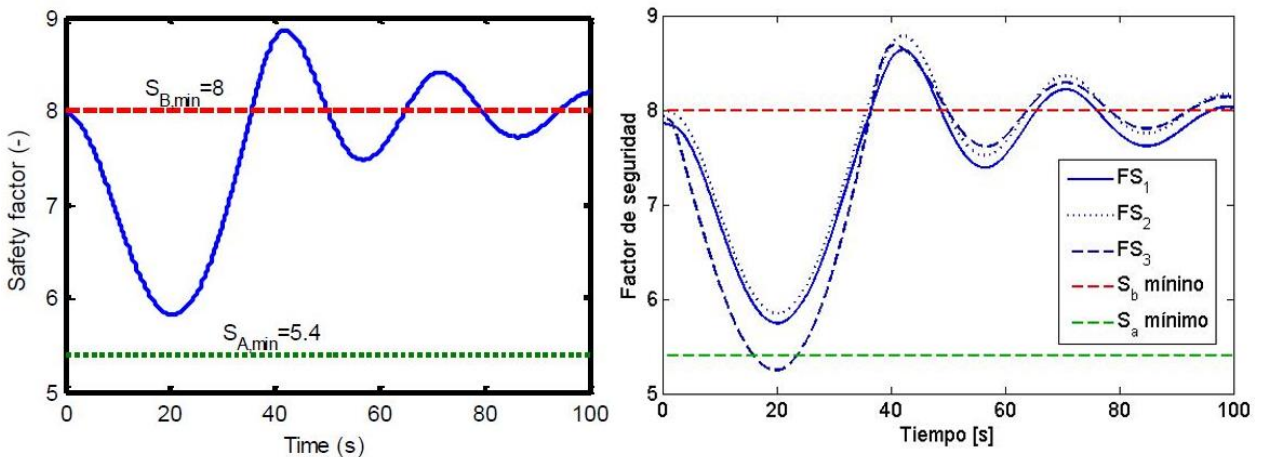 9
8
7
6
5
Safety factor (-)
S_B,min=8
S_A,min=5.4
0
20
40
60
80
100
Time (s)
9
8
7
6
5
Factor de seguridad
FS_1
FS_2
FS_3
S_b mínino
S_a mínimo
0
20
40
60
80
100
Tiempo [s]